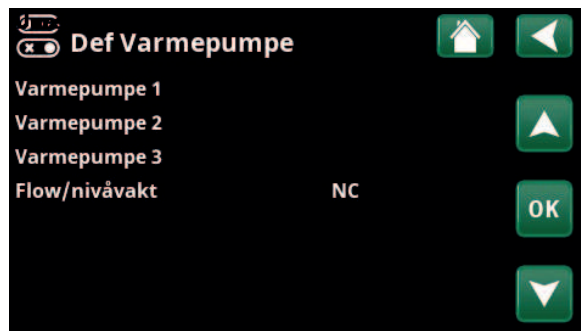 Def Varmepumpe
Varmepumpe 1
Varmepumpe 2
Varmepumpe 3
Flow/nivåvakt NC
OK